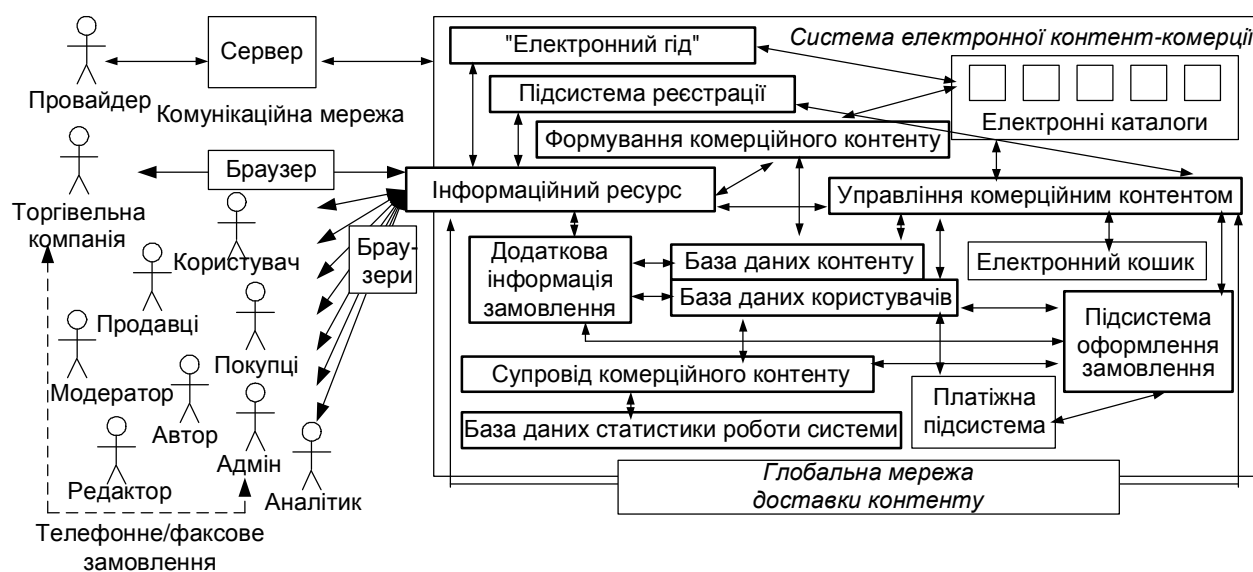 Система електронної контент-комерції
"Електронний гід"
Сервер
Провайдер
Комунікаційна мережа
Підсистема реєстрації
Електронні каталоги
Формування комерційного контенту
Браузер
Інформаційний ресурс
Управління комерційним контентом
Торгівельна
компанія
Користувач
Брау-
зери
Додаткова
інформація
замовлення
База даних контенту
Електронний кошик
База даних користувачів
Продавці
Підсистема
оформлення
замовлення
Покупці
Модератор
Супровід комерційного контенту
Платіжна
підсистема
Автор
База даних статистики роботи системи
Адмін
Редактор
Аналітик
Глобальна мережа
доставки контенту
Телефонне/факсове
замовлення